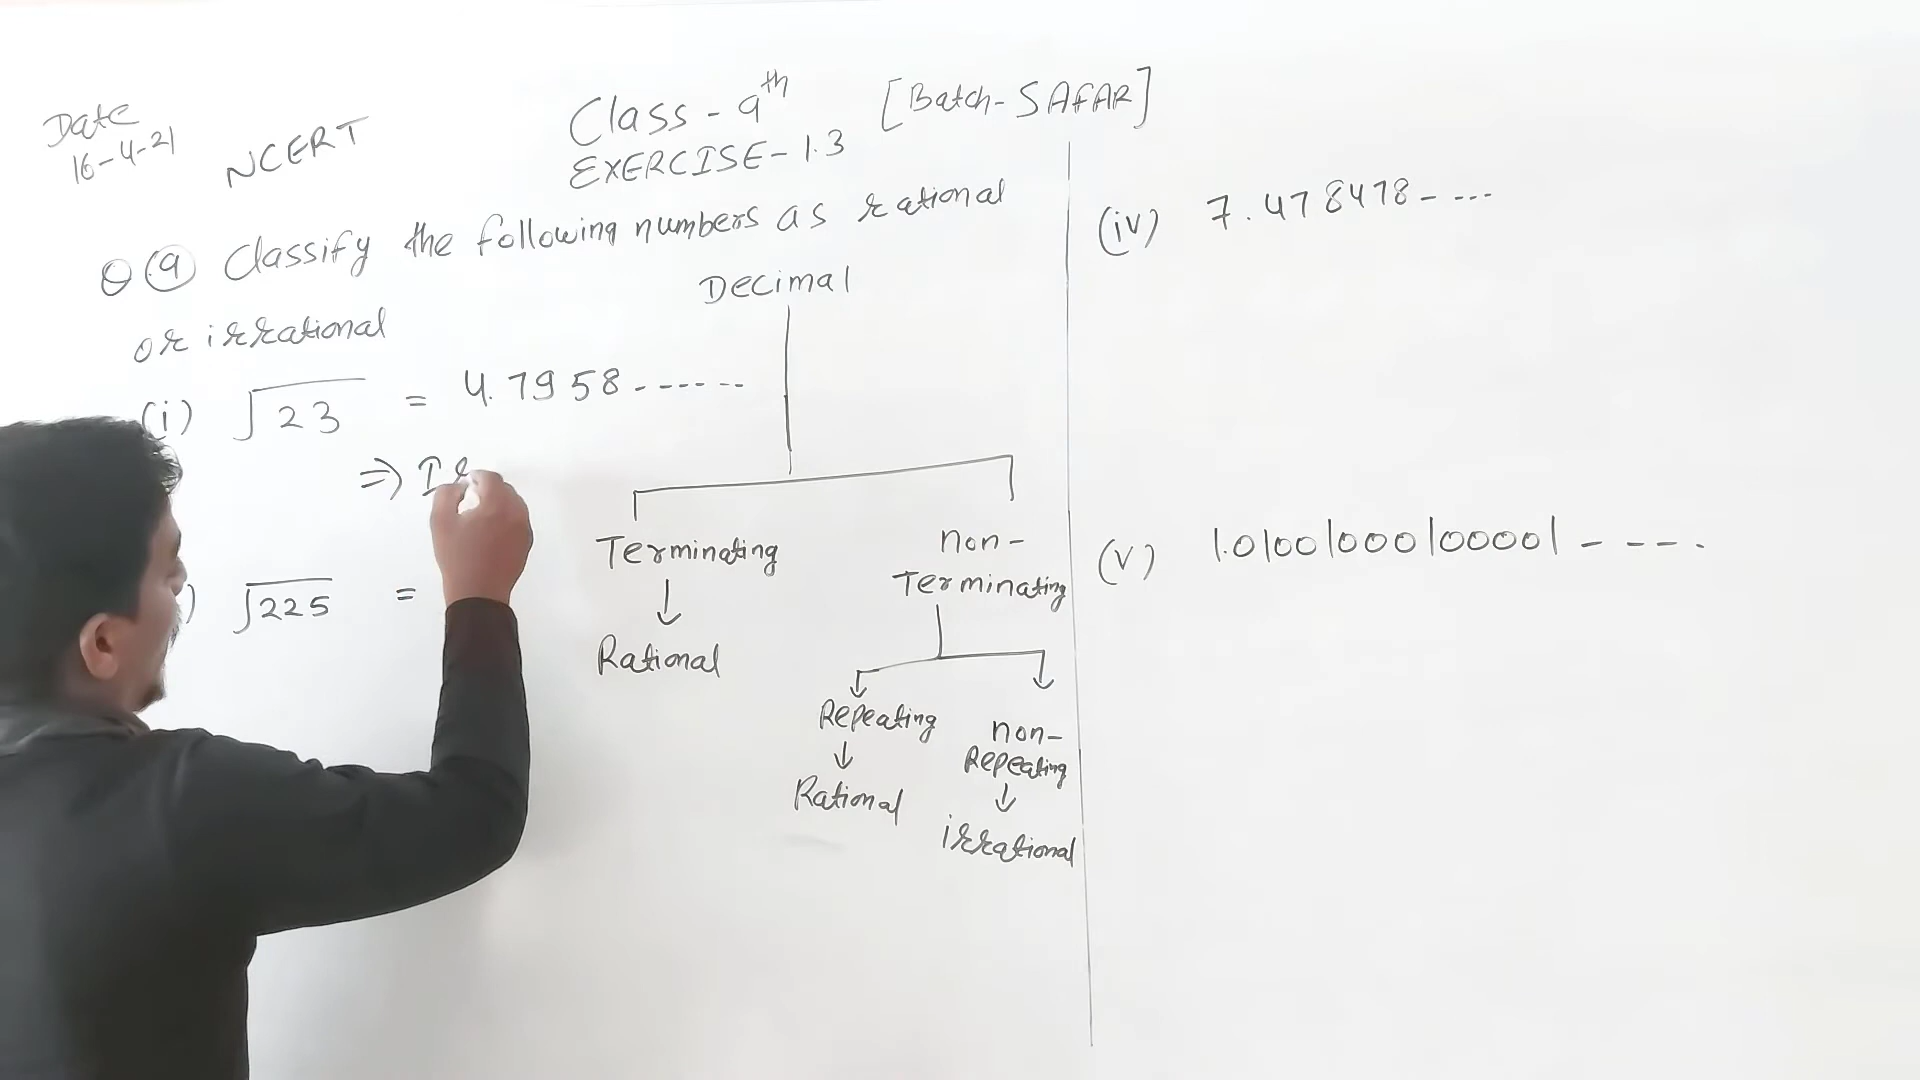 Date
16-4-21
NCERT
Class - 9th [Batch- SAFAR]
EXERCISE- 1.3
Q (9) Classify the following numbers as rational
or irrational
(i) √23 = 4.7958------
⇒ Ir
) √225 =
Decimal
Terminating
↓
Rational
non-
Terminating
Repeating
↓
Rational
non-
Repeating
↓
irrational
(iv) 7.478478-----
(v) 1.01001000100001-----